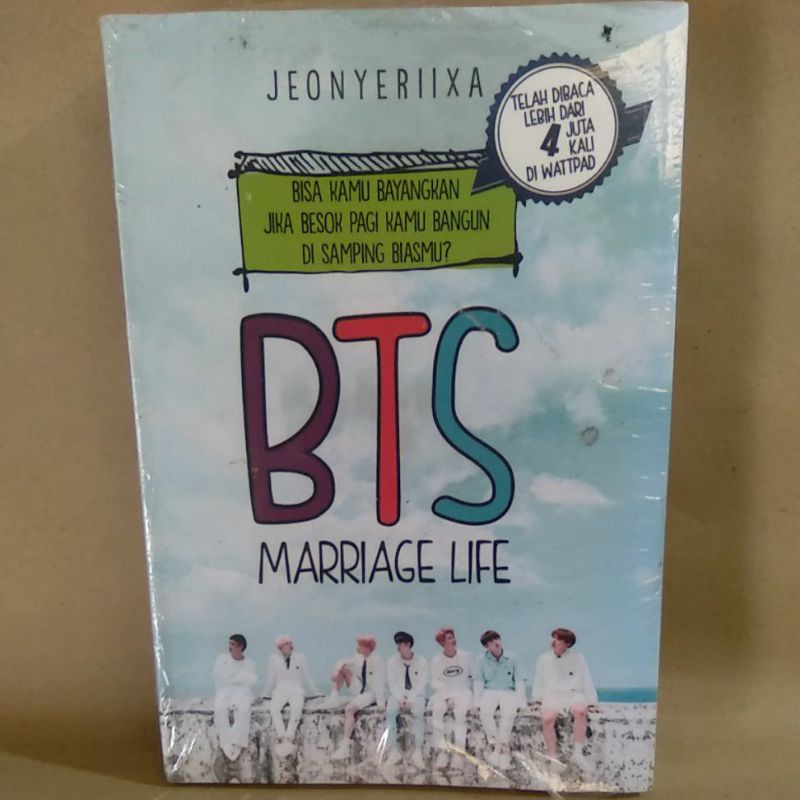 JEONYERIIXA
TELAH DIBACA
LEBIH DARI
4 JUTA
KALI
DI WATTPAD
BISA KAMU BAYANGKAN
JIKA BESOK PAGI KAMU BANGUN
DI SAMPING BIASMU?
BTS
MARRIAGE LIFE